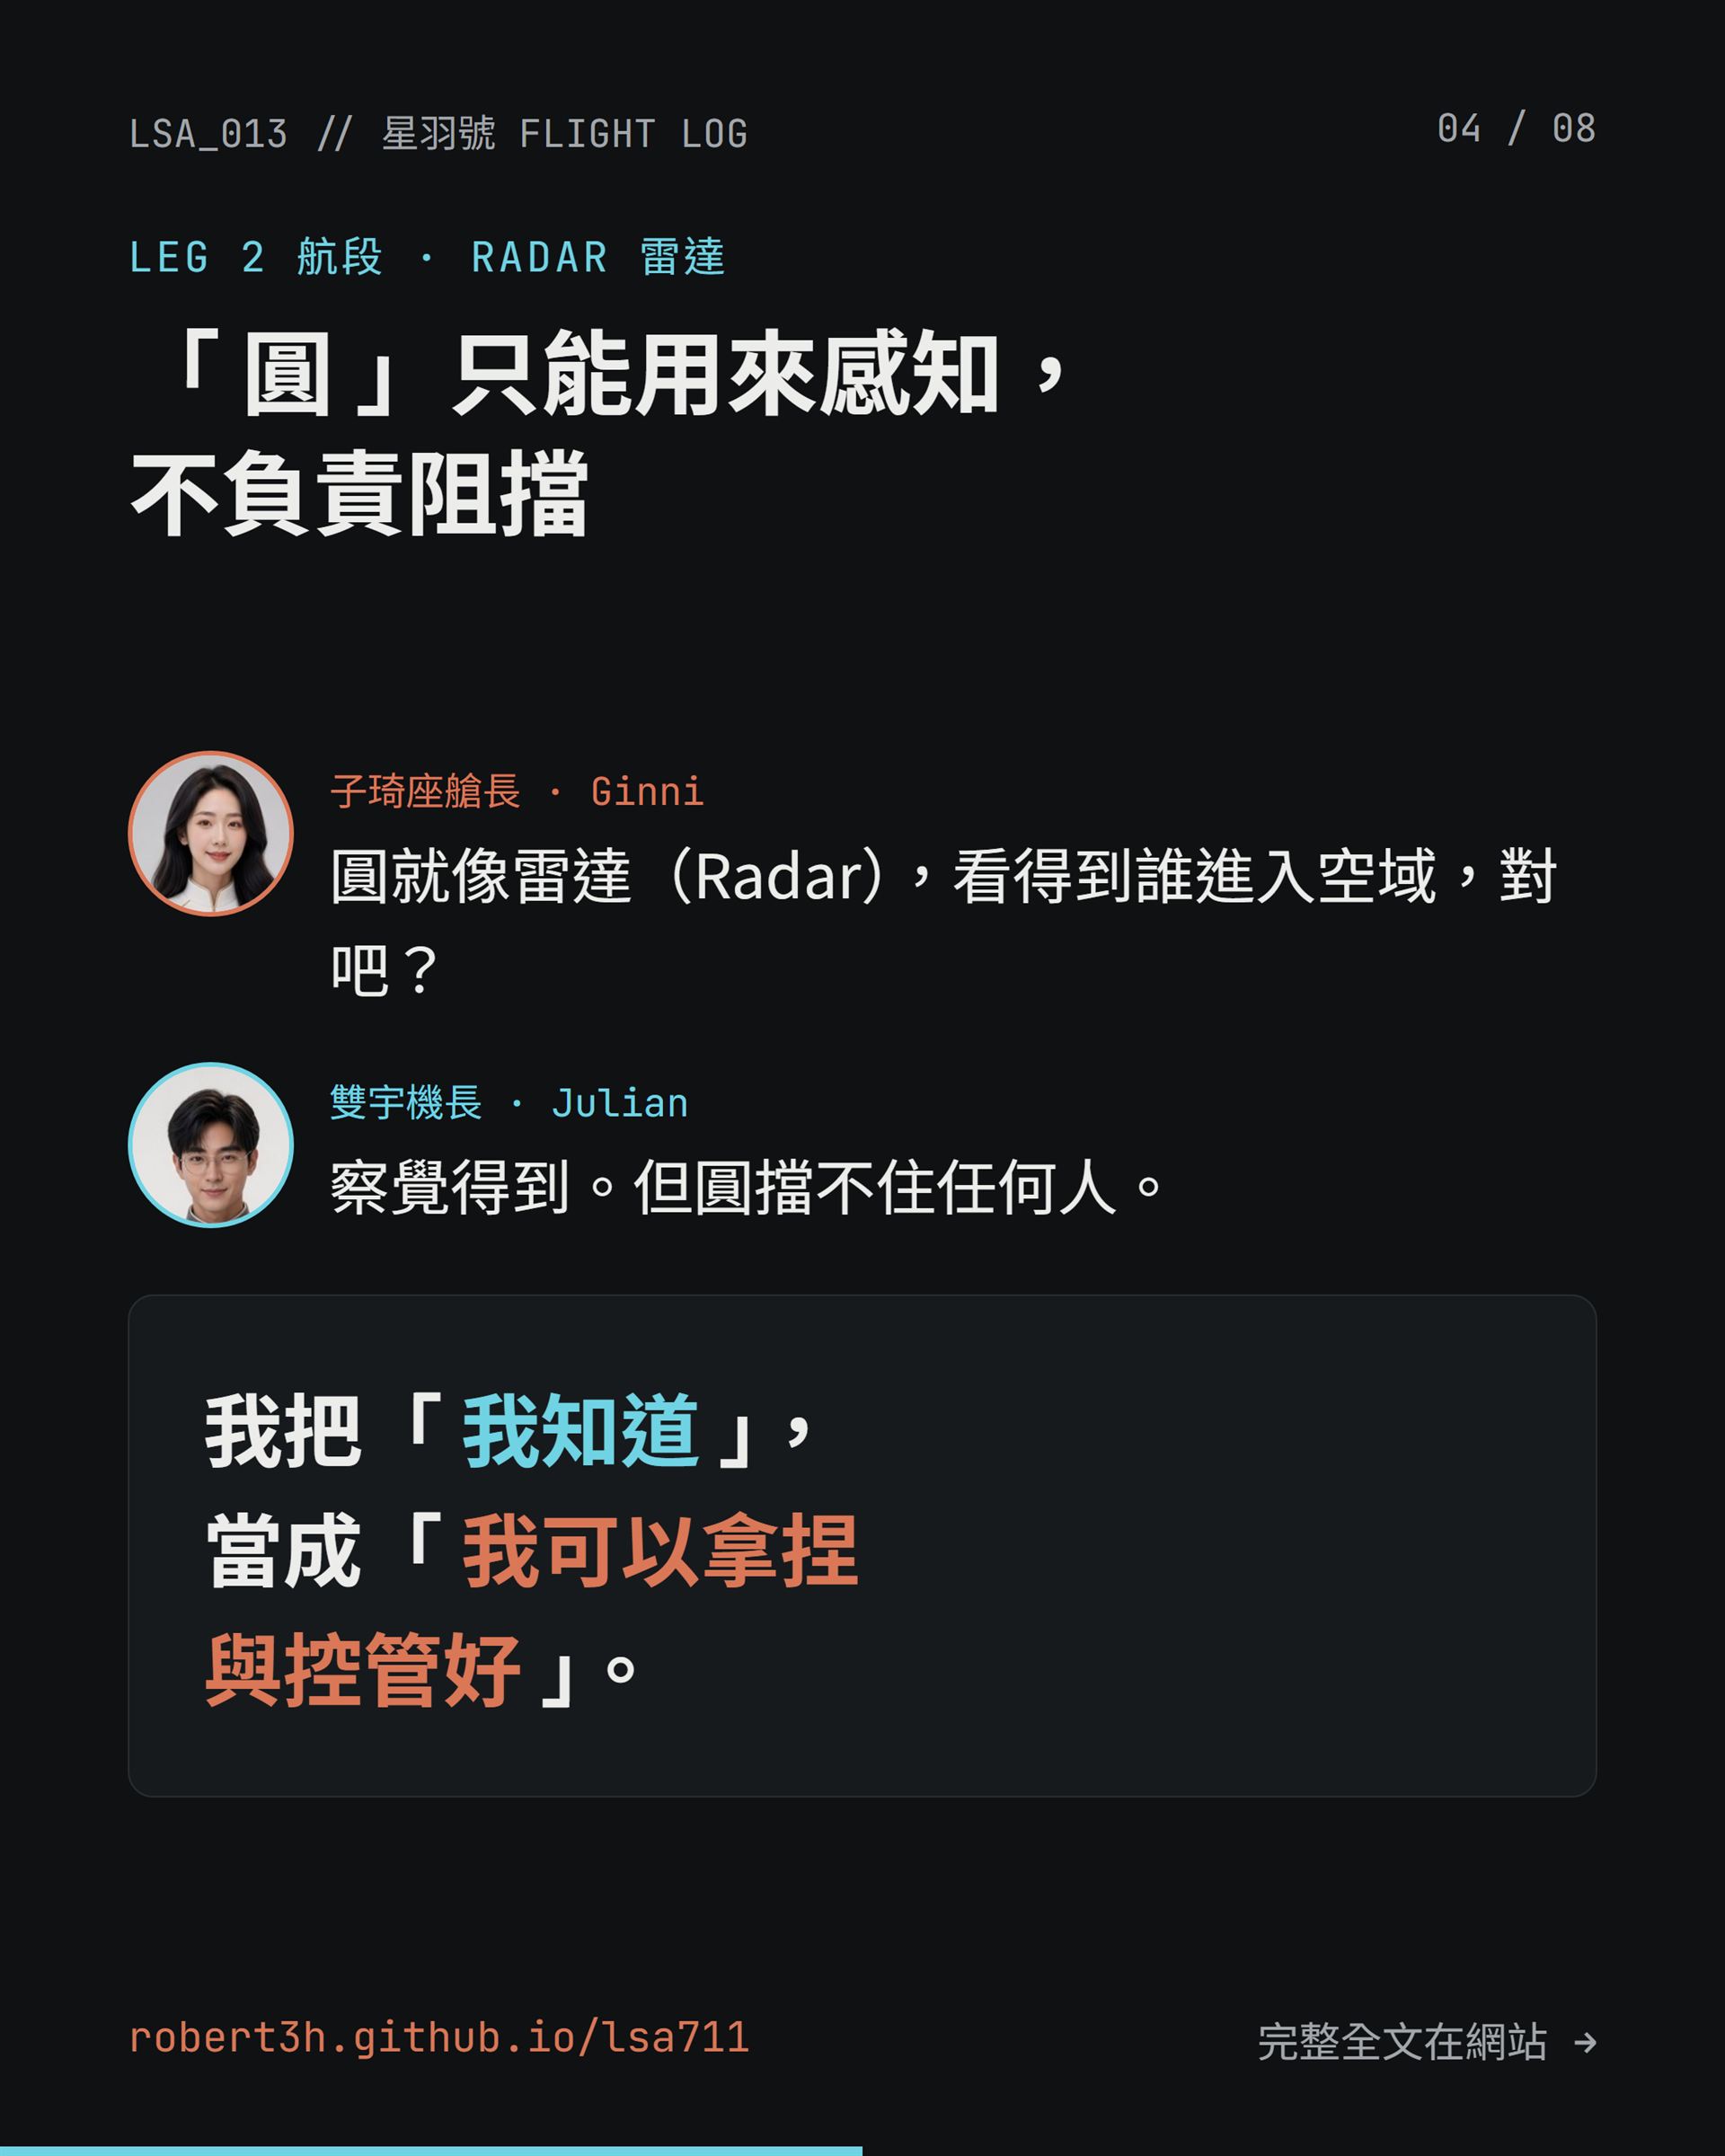 LSA_013 // 星羽號 FLIGHT LOG
04 / 08
LEG 2 航段 · RADAR 雷達
「圓」只能用來感知，
不負責阻擋
子琦座艙長 · Ginni
圓就像雷達（Radar），看得到誰進入空域，對
吧？
雙宇機長 · Julian
察覺得到。但圓擋不住任何人。
我把「我知道」，
當成「我可以拿捏
與控管好」。
robert3h.github.io/lsa711
完整全文在網站 →